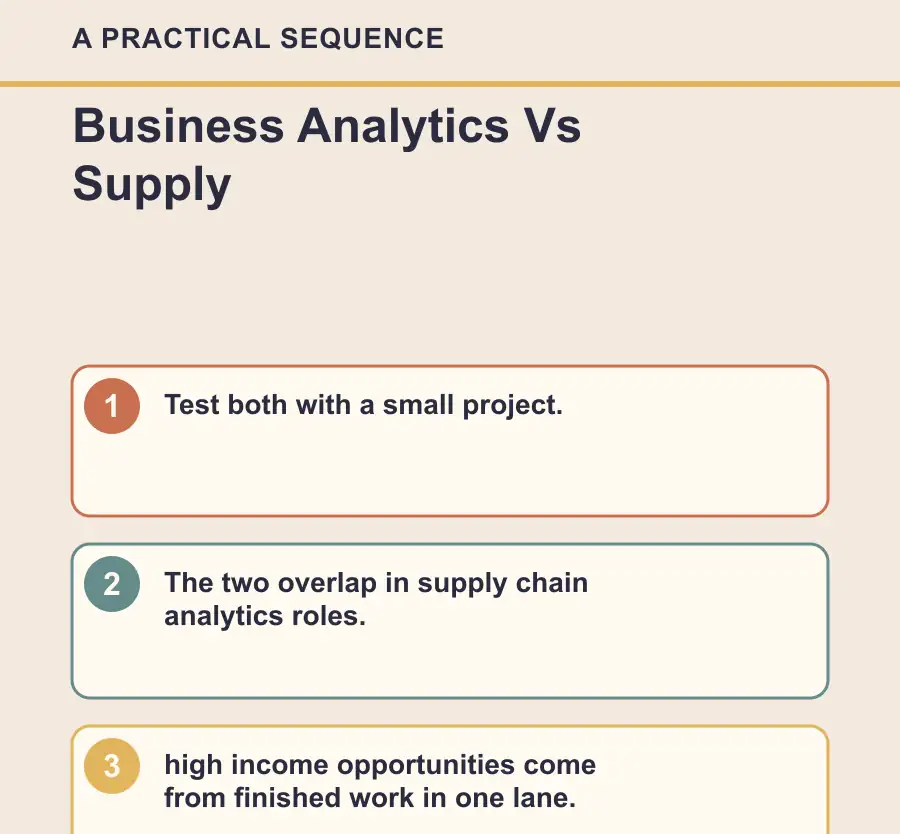 A PRACTICAL SEQUENCE
Business Analytics Vs
Supply
1
Test both with a small project.
2
The two overlap in supply chain
analytics roles.
3
high income opportunities come
from finished work in one lane.